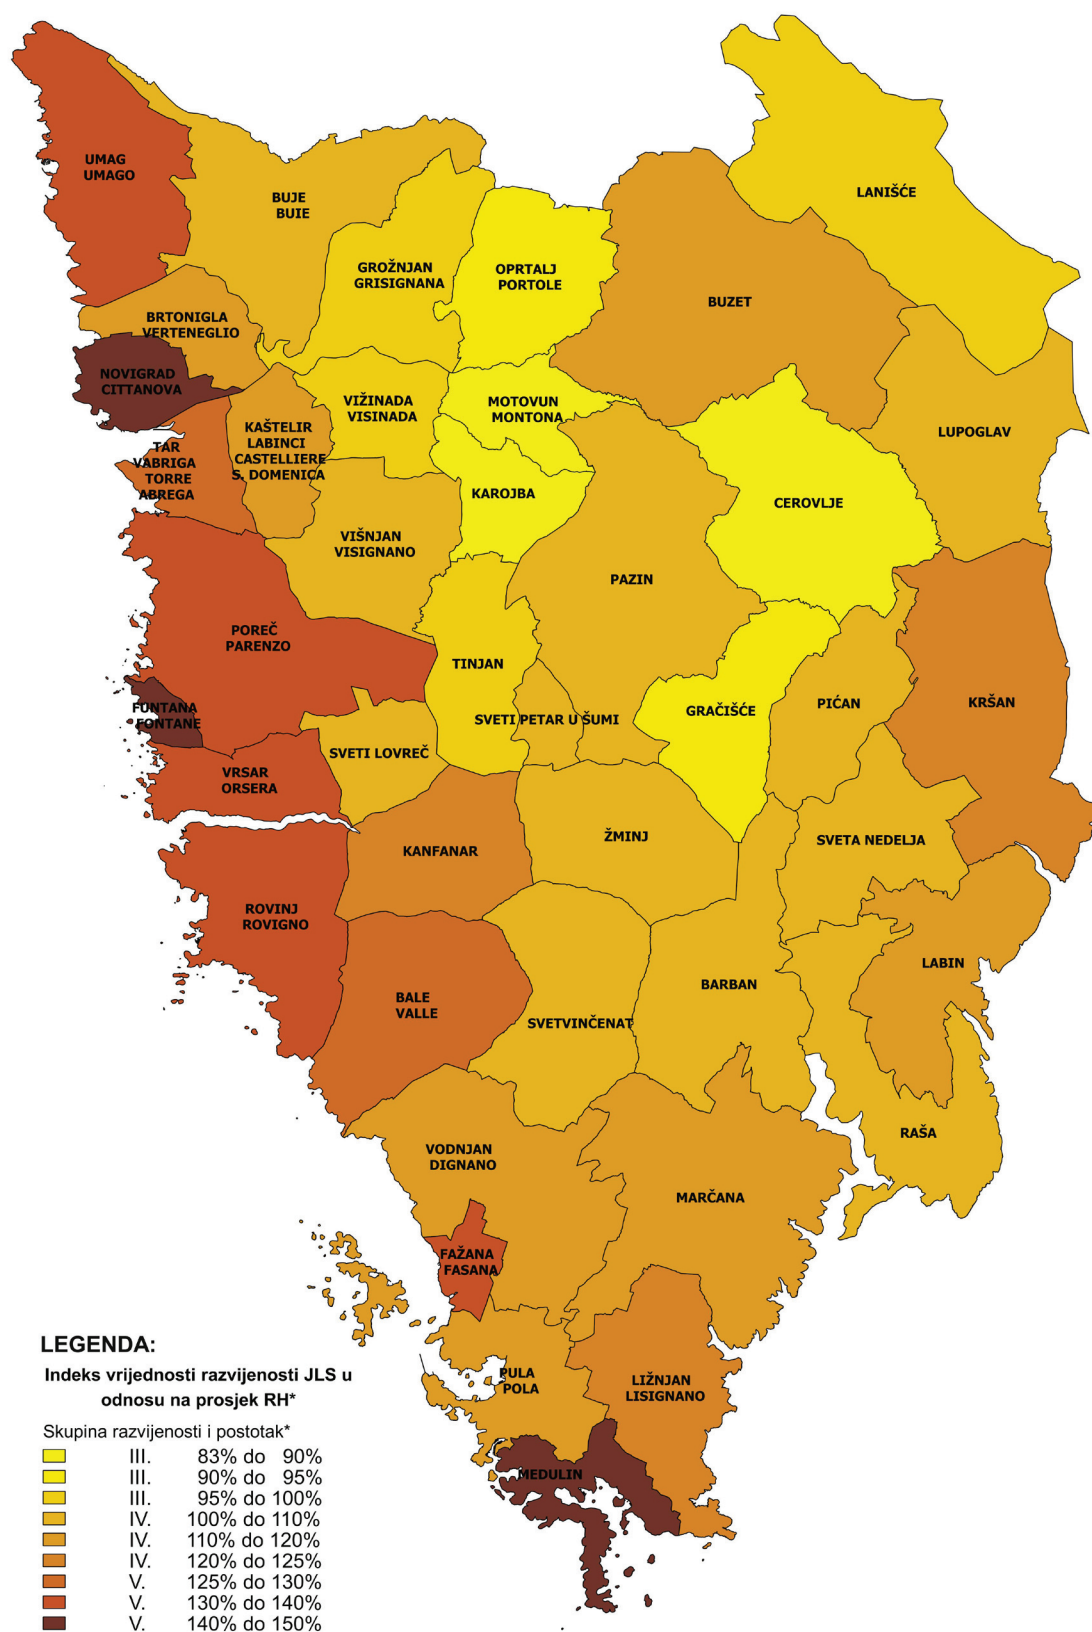 UMAG
UMAGO
BUJE
BUIE
LANIŠĆE
GROŽNJAN
GRISIGNANA
OPRTALJ
PORTOLE
BUZET
BRTONIGLA
VERTENEGLIO
NOVIGRAD
CITTANOVA
VIŽINADA
VISINADA
MOTOVUN
MONTONA
KAŠTELIR
LABINCI
CASTELLIERE
S. DOMENICA
LUPOGLAV
TAR
VABRIGA
TORRE
ABREGA
KAROJBA
CEROVLJE
VIŠNJAN
VISIGNANO
PAZIN
POREČ
PARENZO
TINJAN
FUNTANA
FONTANE
SVETI PETAR U ŠUMI
GRAČIŠĆE
PIĆAN
KRŠAN
SVETI LOVREČ
VRSAR
ORSERA
KANFANAR
ŽMINJ
SVETA NEDELJA
ROVINJ
ROVIGNO
LABIN
BALE
VALLE
SVETVINČENAT
BARBAN
RAŠA
VODNJAN
DIGNANO
MARČANA
FAŽANA
FASANA
PULA
POLA
LIŽNJAN
LISIGNANO
MEDULIN
LEGENDA:
Indeks vrijednosti razvijenosti JLS u
odnosu na prosjek RH*
Skupina razvijenosti i postotak*
III. 83% do 90%
III. 90% do 95%
III. 95% do 100%
IV. 100% do 110%
IV. 110% do 120%
IV. 120% do 125%
V. 125% do 130%
V. 130% do 140%
V. 140% do 150%